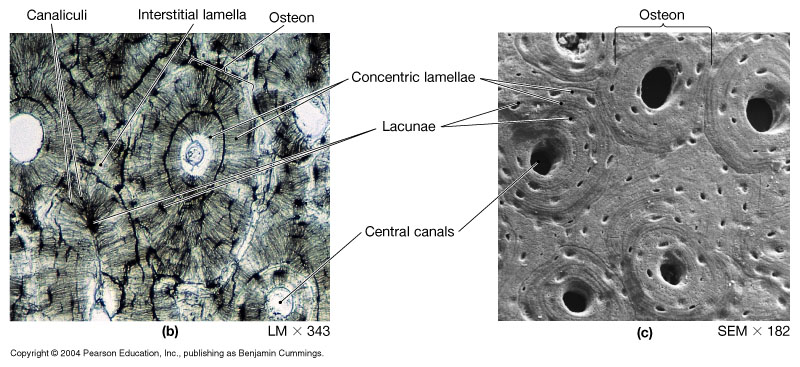 Canaliculi
Interstitial lamella
Osteon
Osteon
Concentric lamellae
Lacunae
Central canals
(b)
LM × 343
(c)
SEM × 182
Copyright © 2004 Pearson Education, Inc., publishing as Benjamin Cummings.